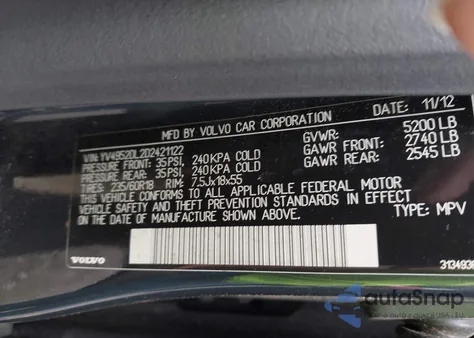 MFD BY VOLVO CAR CORPORATION
DATE: 11/12
VIN: YV4952DL2D2421122
PRESSURE FRONT: 35PSI, 240KPA COLD
PRESSURE REAR: 35PSI, 240KPA COLD
TIRES: 235/60R18 RIM: 7.5Jx18x55
GVWR: 5200 LB
GAWR FRONT: 2740 LB
GAWR REAR: 2545 LB
THIS VEHICLE CONFORMS TO ALL APPLICABLE FEDERAL MOTOR
VEHICLE SAFETY AND THEFT PREVENTION STANDARDS IN EFFECT
ON THE DATE OF MANUFACTURE SHOWN ABOVE.
TYPE: MPV
VOLVO
autoSnap